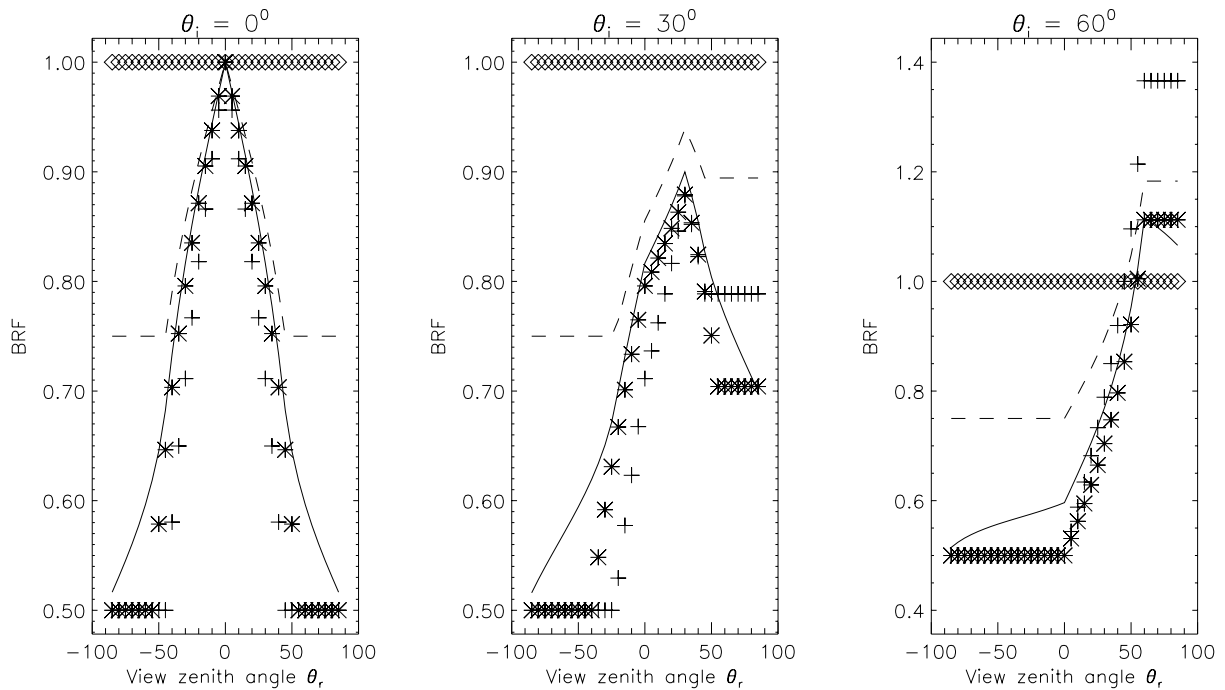 θi = 0⁰
1.00
0.90
0.80
0.70
0.60
0.50
BRF
−100 −50 0 50 100
View zenith angle θr
θi = 30⁰
1.00
0.90
0.80
0.70
0.60
0.50
BRF
−100 −50 0 50 100
View zenith angle θr
θi = 60⁰
1.4
1.2
1.0
0.8
0.6
0.4
BRF
−100 −50 0 50 100
View zenith angle θr